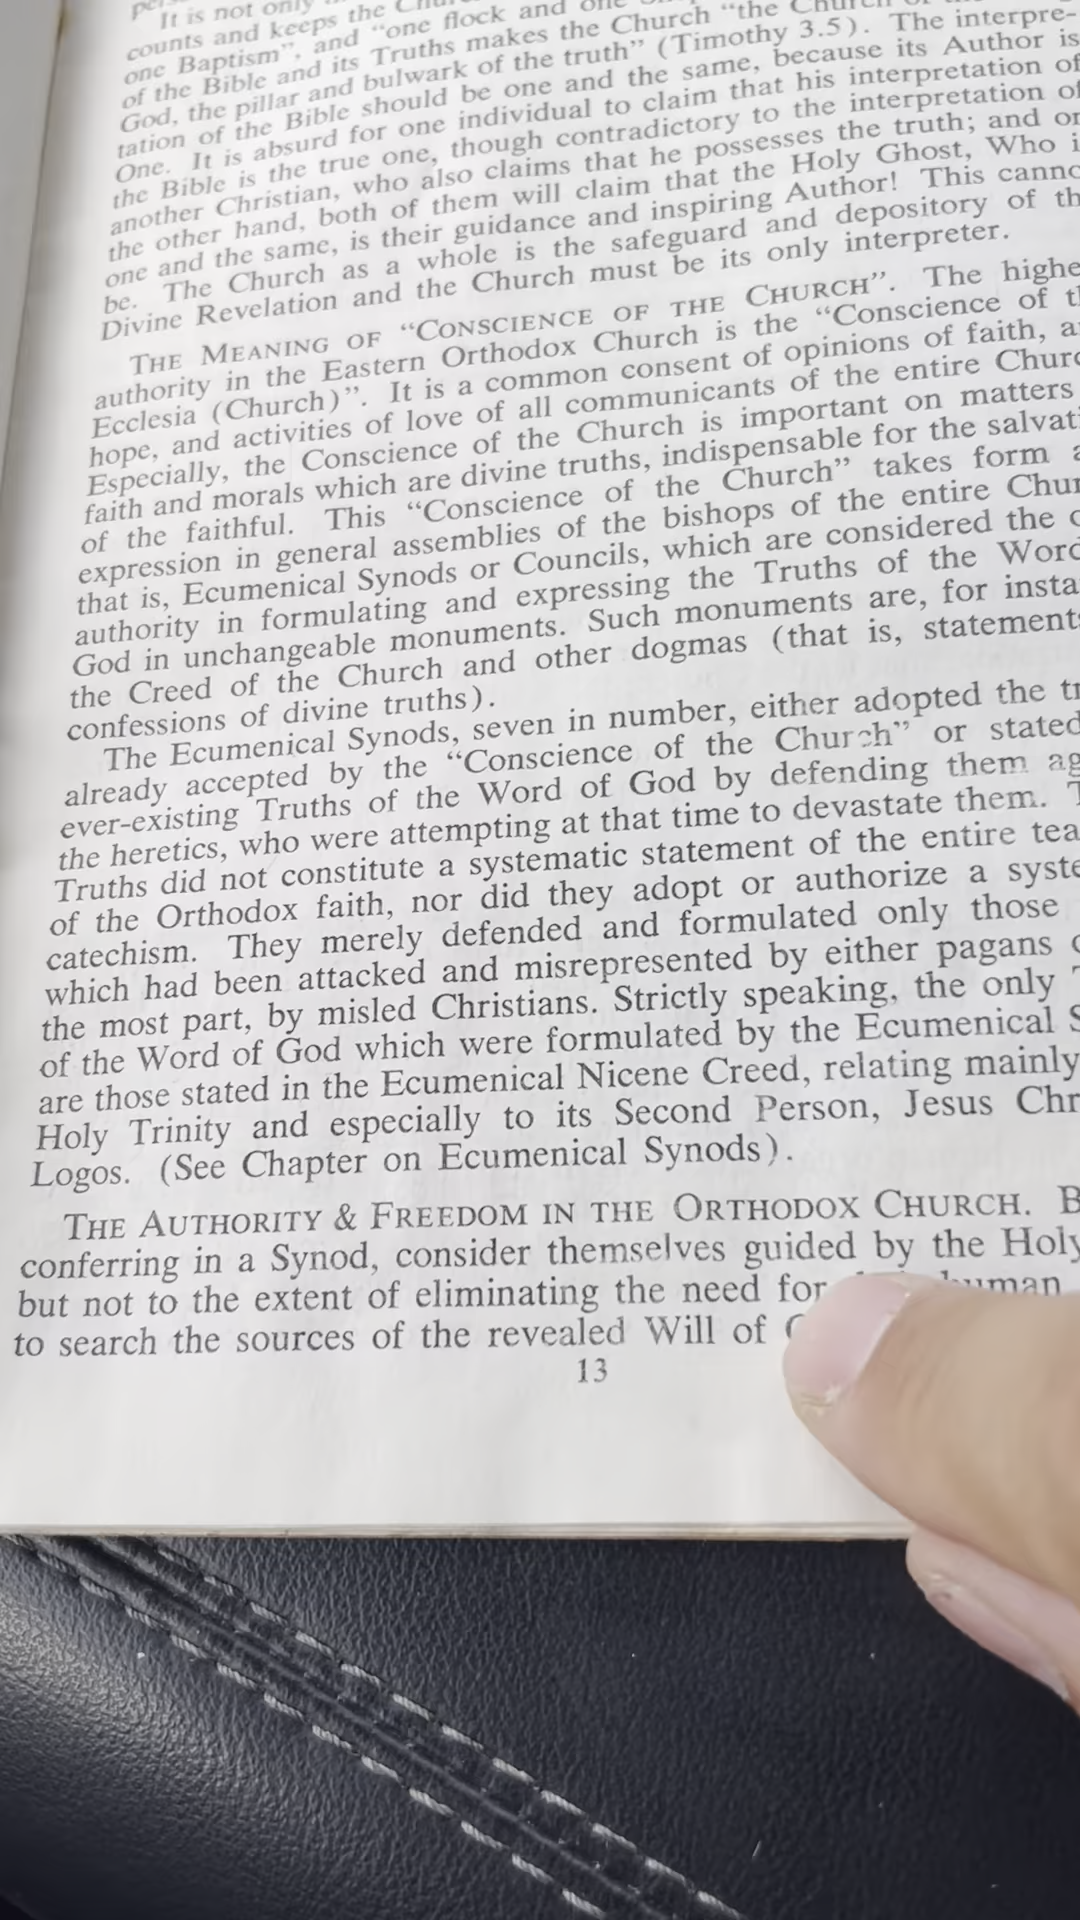 It is not only
counts and keeps the
one Baptism”, and “one flock and one
of the Bible and its Truths makes the Church “the Church
God, the pillar and bulwark of the truth” (Timothy 3.5). The interpre-
tation of the Bible should be one and the same, because its Author is
One. It is absurd for one individual to claim that his interpretation of
the Bible is the true one, though contradictory to the interpretation of
another Christian, who also claims that he possesses the truth; and on
the other hand, both of them will claim that the Holy Ghost, Who i
one and the same, is their guidance and inspiring Author! This canno
be. The Church as a whole is the safeguard and depository of th
Divine Revelation and the Church must be its only interpreter.
THE MEANING OF “CONSCIENCE OF THE CHURCH”. The highe
authority in the Eastern Orthodox Church is the “Conscience of t
Ecclesia (Church)”. It is a common consent of opinions of faith, a
hope, and activities of love of all communicants of the entire Churc
Especially, the Conscience of the Church is important on matters
faith and morals which are divine truths, indispensable for the salvati
of the faithful. This “Conscience of the Church” takes form a
expression in general assemblies of the bishops of the entire Chur
that is, Ecumenical Synods or Councils, which are considered the
authority in formulating and expressing the Truths of the Word
God in unchangeable monuments. Such monuments are, for insta
the Creed of the Church and other dogmas (that is, statements
confessions of divine truths).
The Ecumenical Synods, seven in number, either adopted the tr
already accepted by the “Conscience of the Church” or stated
ever-existing Truths of the Word of God by defending them ag
the heretics, who were attempting at that time to devastate them. T
Truths did not constitute a systematic statement of the entire tea
of the Orthodox faith, nor did they adopt or authorize a syste
catechism. They merely defended and formulated only those
which had been attacked and misrepresented by either pagans
the most part, by misled Christians. Strictly speaking, the only T
of the Word of God which were formulated by the Ecumenical S
are those stated in the Ecumenical Nicene Creed, relating mainly
Holy Trinity and especially to its Second Person, Jesus Chr
Logos. (See Chapter on Ecumenical Synods).
THE AUTHORITY & FREEDOM IN THE ORTHODOX CHURCH. B
conferring in a Synod, consider themselves guided by the Holy
but not to the extent of eliminating the need for human
to search the sources of the revealed Will of
13